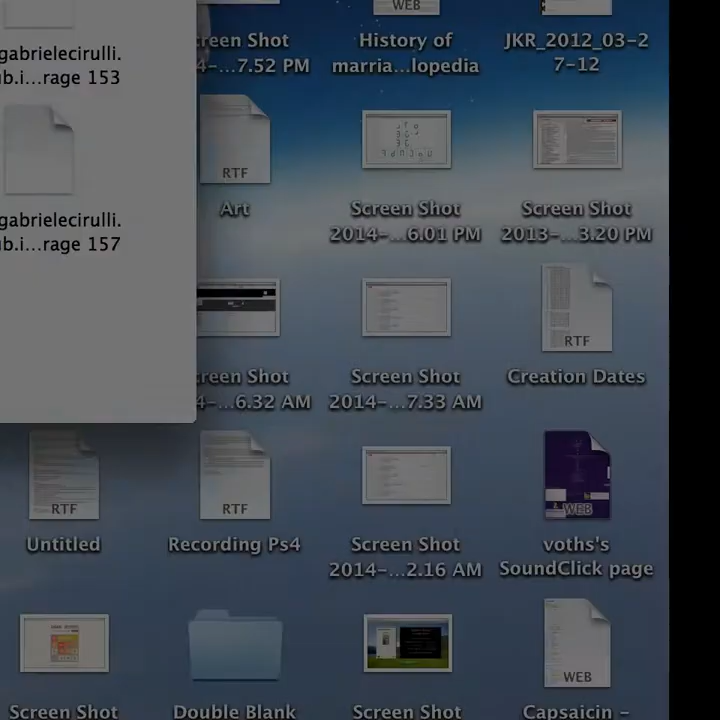 gabrielecirulli.
ub.i...rage 153
gabrielecirulli.
ub.i...rage 157
creen Shot
4-...7.52 PM
WEB
History of
marria...lopedia
JKR_2012_03-2
7-12
RTF
Art
Screen Shot
2014-...6.01 PM
Screen Shot
2013-...3.20 PM
creen Shot
4-...6.32 AM
Screen Shot
2014-...7.33 AM
RTF
Creation Dates
RTF
Untitled
RTF
Recording Ps4
Screen Shot
2014-...2.16 AM
WEB
voths's
SoundClick page
Screen Shot
Double Blank
Screen Shot
WEB
Capsaicin -